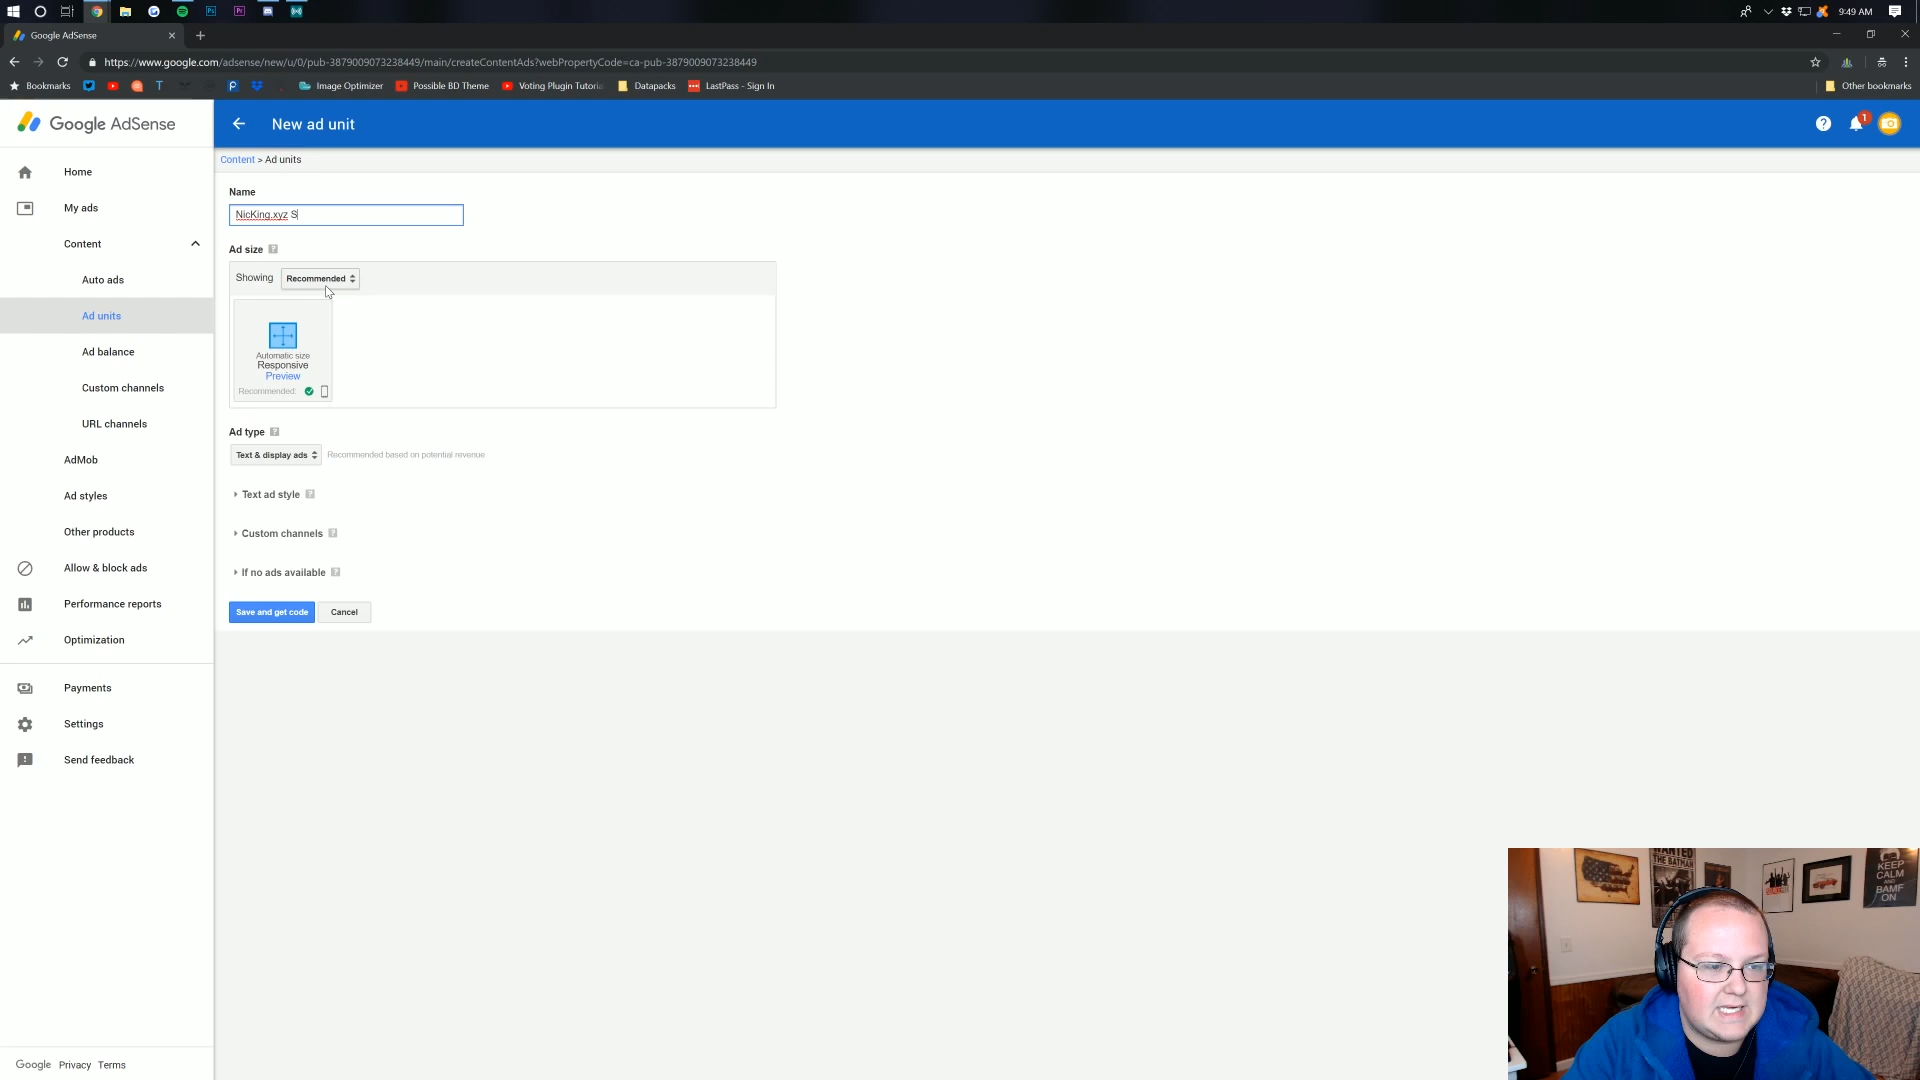 9:49 AM
Google AdSense
https://www.google.com/adsense/new/u/0/pub-3879009073238449/main/createContentAds?webPropertyCode=ca-pub-3879009073238449
Bookmarks
Image Optimizer
Possible BD Theme
Voting Plugin Tutoria
Datapacks
LastPass - Sign In
Other bookmarks
Google AdSense
New ad unit
1
Content > Ad units
Home
My ads
Content
Auto ads
Ad units
Ad balance
Custom channels
URL channels
AdMob
Ad styles
Other products
Allow & block ads
Performance reports
Optimization
Payments
Settings
Send feedback
Google Privacy Terms
Name
NicKing.xyz S
Ad size ?
Showing Recommended
Automatic size
Responsive
Preview
Recommended:
Ad type ?
Text & display ads Recommended based on potential revenue
Text ad style ?
Custom channels ?
If no ads available ?
Save and get code Cancel
WANTED
THE BATMAN
KEEP
CALM
AND
BAMF
ON